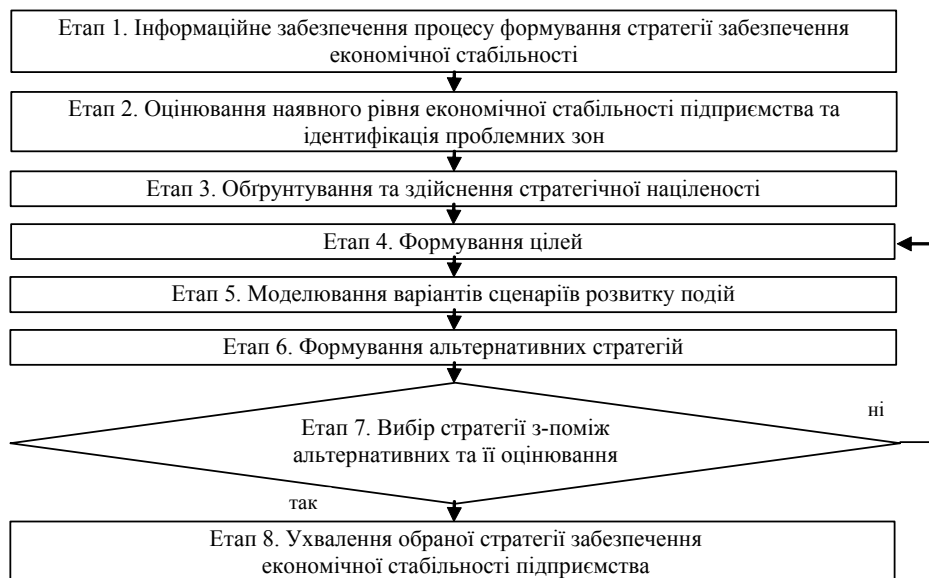 Етап 1. Інформаційне забезпечення процесу формування стратегії забезпечення
економічної стабільності
Етап 2. Оцінювання наявного рівня економічної стабільності підприємства та
ідентифікація проблемних зон
Етап 3. Обґрунтування та здійснення стратегічної націленості
Етап 4. Формування цілей
Етап 5. Моделювання варіантів сценаріїв розвитку подій
Етап 6. Формування альтернативних стратегій
ні
Етап 7. Вибір стратегії з-поміж
альтернативних та її оцінювання
так
Етап 8. Ухвалення обраної стратегії забезпечення
економічної стабільності підприємства